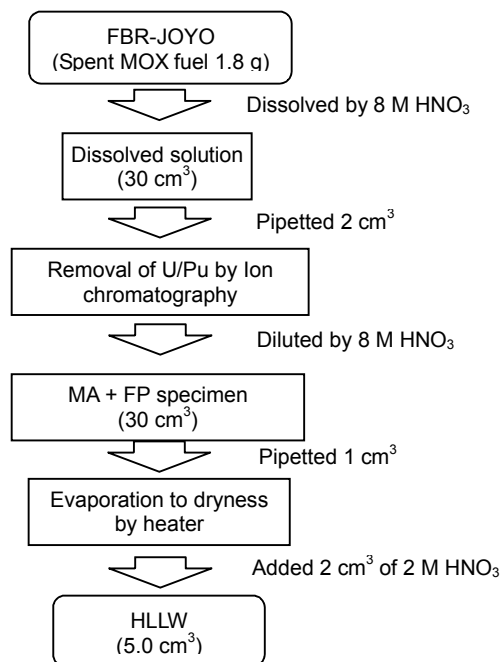 FBR-JOYO
(Spent MOX fuel 1.8 g)
Dissolved by 8 M HNO₃
Dissolved solution
(30 cm³)
Pipetted 2 cm³
Removal of U/Pu by Ion
chromatography
Diluted by 8 M HNO₃
MA + FP specimen
(30 cm³)
Pipetted 1 cm³
Evaporation to dryness
by heater
Added 2 cm³ of 2 M HNO₃
HLLW
(5.0 cm³)